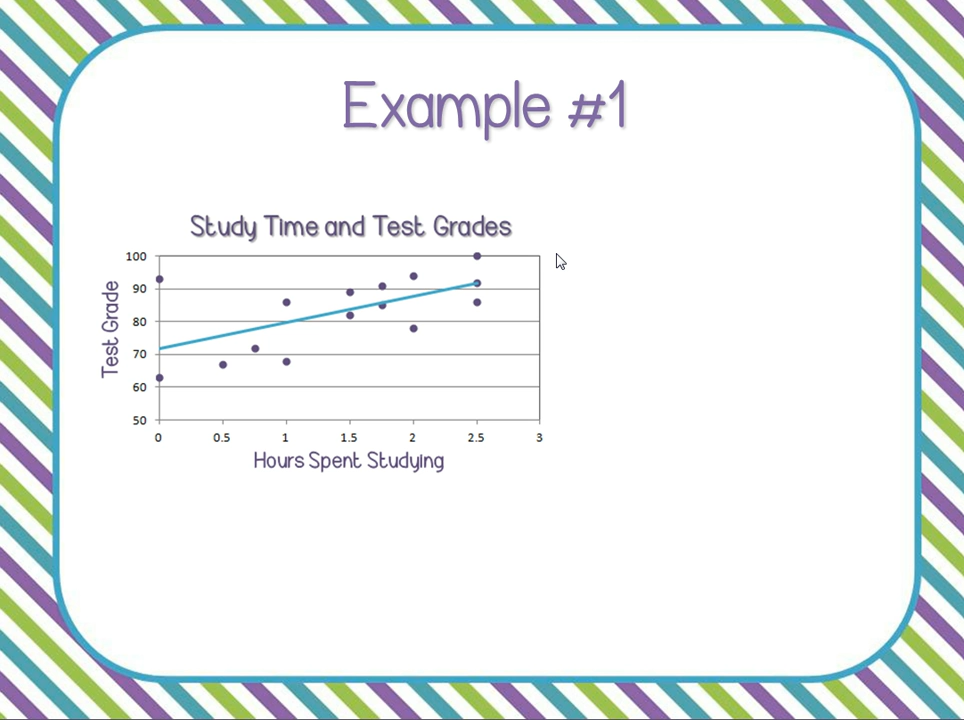 Example #1
Study Time and Test Grades
Test Grade
100
90
80
70
60
50
0 0.5 1 1.5 2 2.5 3
Hours Spent Studying